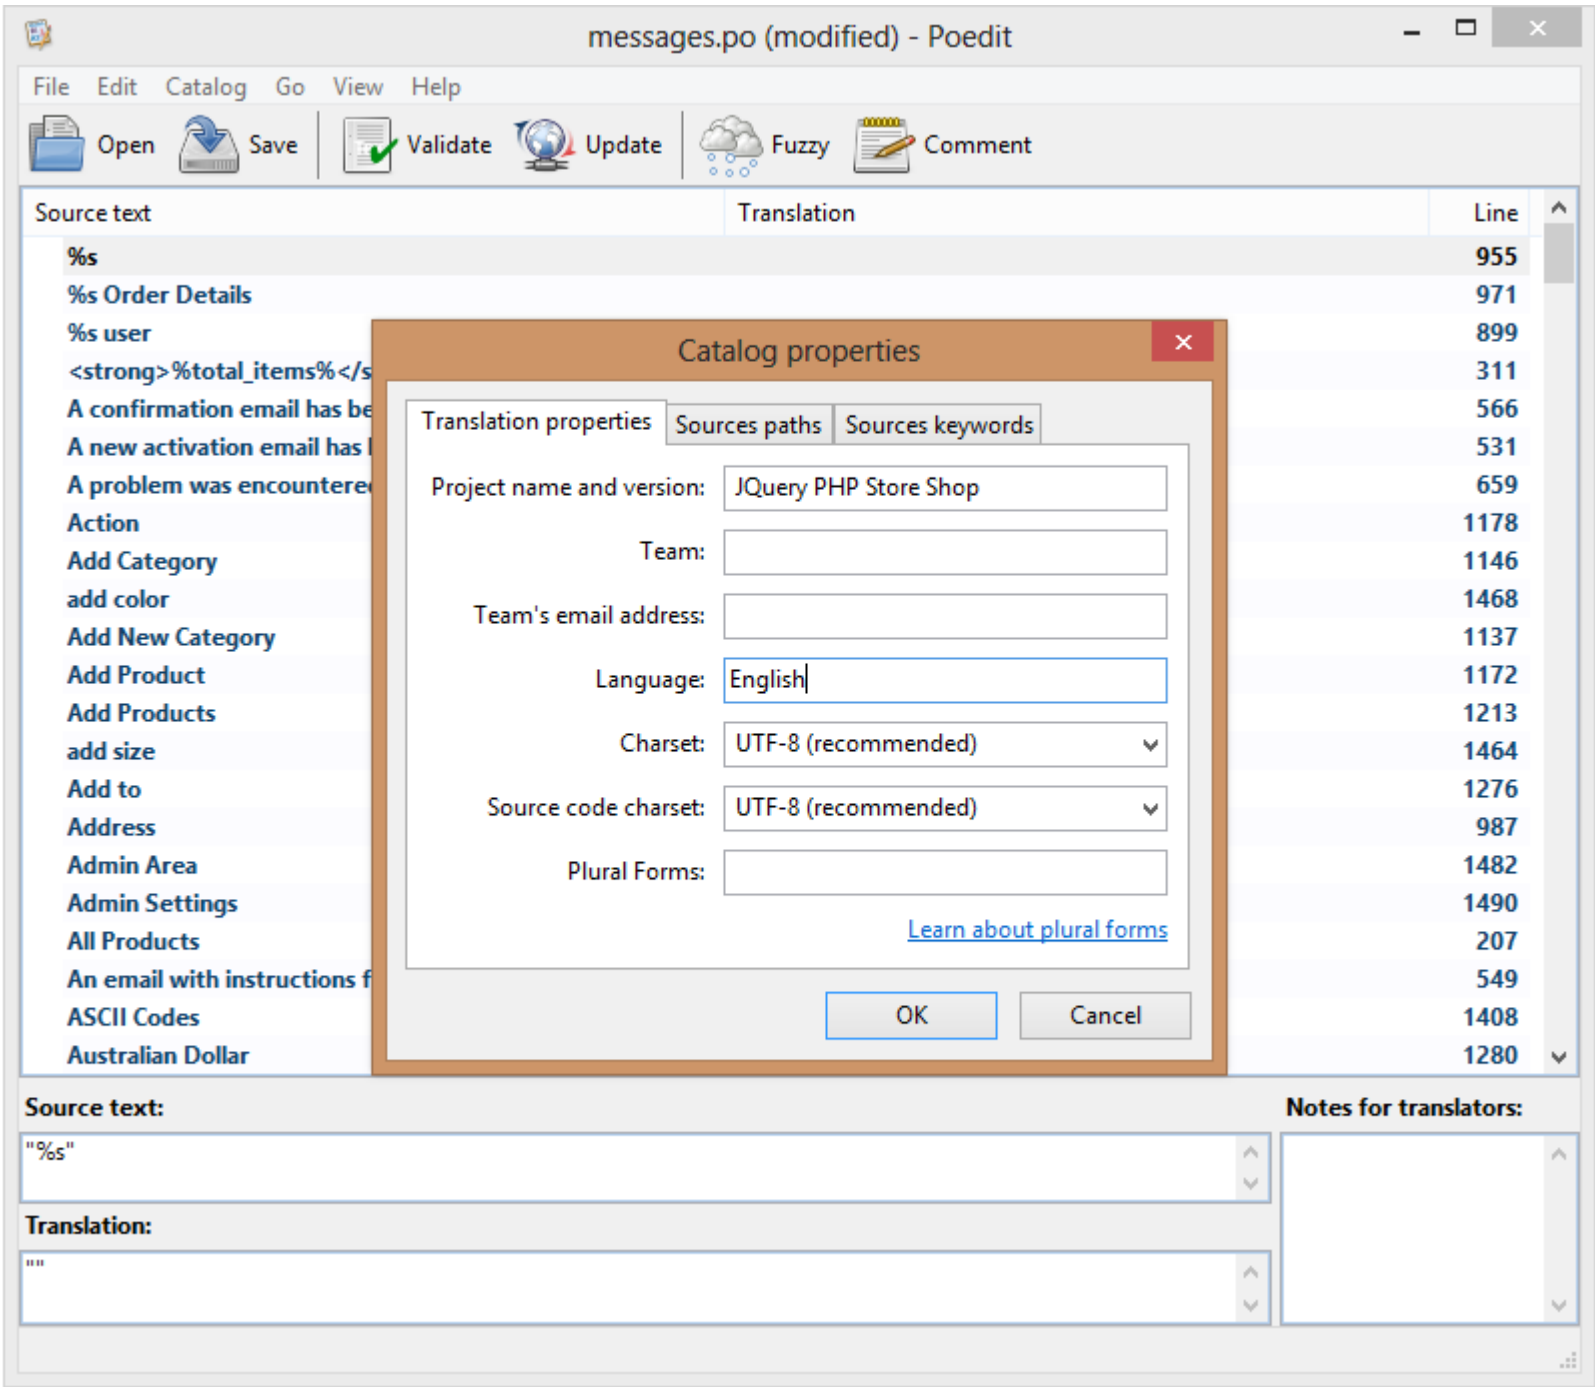 messages.po (modified) - Poedit
File Edit Catalog Go View Help
Open Save Validate Update Fuzzy Comment
Source text Translation Line
%s 955
%s Order Details 971
%s user 899
<strong>%total_items%</s 311
A confirmation email has be 566
A new activation email has 531
A problem was encountere 659
Action 1178
Add Category 1146
add color 1468
Add New Category 1137
Add Product 1172
Add Products 1213
add size 1464
Add to 1276
Address 987
Admin Area 1482
Admin Settings 1490
All Products 207
An email with instructions f 549
ASCII Codes 1408
Australian Dollar 1280
Catalog properties
Translation properties Sources paths Sources keywords
Project name and version: JQuery PHP Store Shop
Team:
Team's email address:
Language: English
Charset: UTF-8 (recommended)
Source code charset: UTF-8 (recommended)
Plural Forms:
Learn about plural forms
OK Cancel
Source text: Notes for translators:
"%s"
Translation:
""